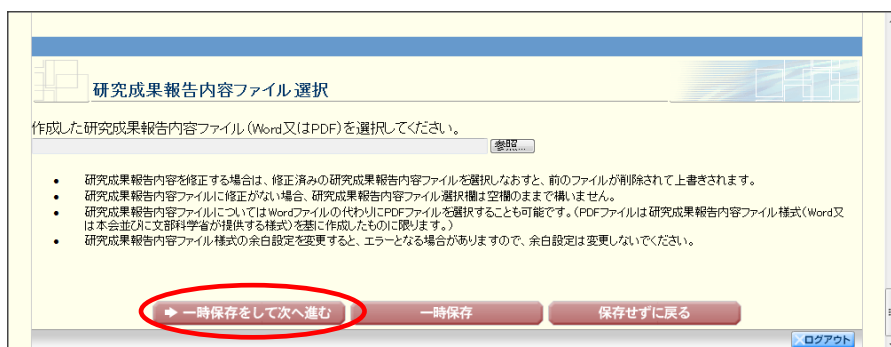 研究成果報告内容ファイル選択
作成した研究成果報告内容ファイル(Word又はPDF)を選択してください。
参照...
• 研究成果報告内容を修正する場合は、修正済みの研究成果報告内容ファイルを選択しなおすと、前のファイルが削除されて上書きされます。
• 研究成果報告内容ファイルに修正がない場合、研究成果報告内容ファイル選択欄は空欄のままで構いません。
• 研究成果報告内容ファイルについてはWordファイルの代わりにPDFファイルを選択することも可能です。(PDFファイルは研究成果報告内容ファイル様式(Word又
は本会並びに文部科学省が提供する様式)を基に作成したものに限ります。)
• 研究成果報告内容ファイル様式の余白設定を変更すると、エラーとなる場合がありますので、余白設定は変更しないでください。
一時保存をして次へ進む 一時保存 保存せずに戻る
ログアウト